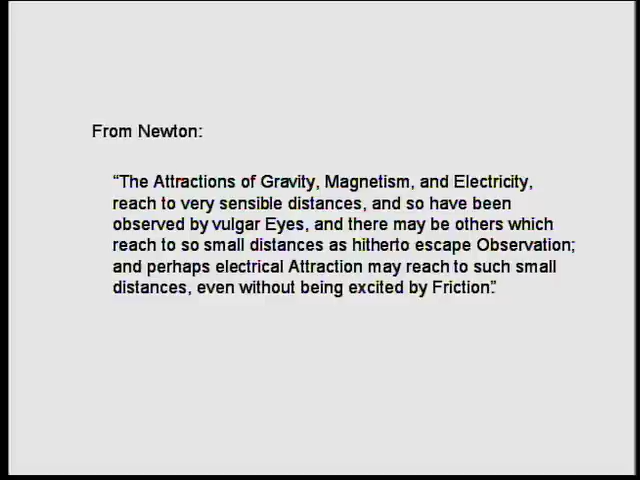 From Newton:
“The Attractions of Gravity, Magnetism, and Electricity,
reach to very sensible distances, and so have been
observed by vulgar Eyes, and there may be others which
reach to so small distances as hitherto escape Observation;
and perhaps electrical Attraction may reach to such small
distances, even without being excited by Friction.”